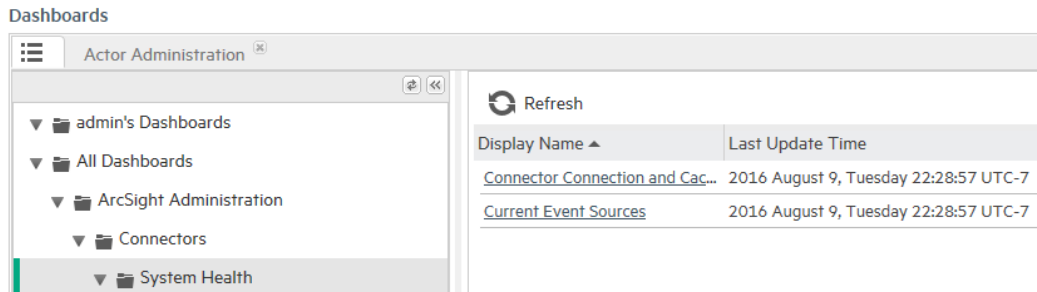 Dashboards
Actor Administration
admin's Dashboards
All Dashboards
ArcSight Administration
Connectors
System Health
Refresh
Display Name Last Update Time
Connector Connection and Cac... 2016 August 9, Tuesday 22:28:57 UTC-7
Current Event Sources 2016 August 9, Tuesday 22:28:57 UTC-7